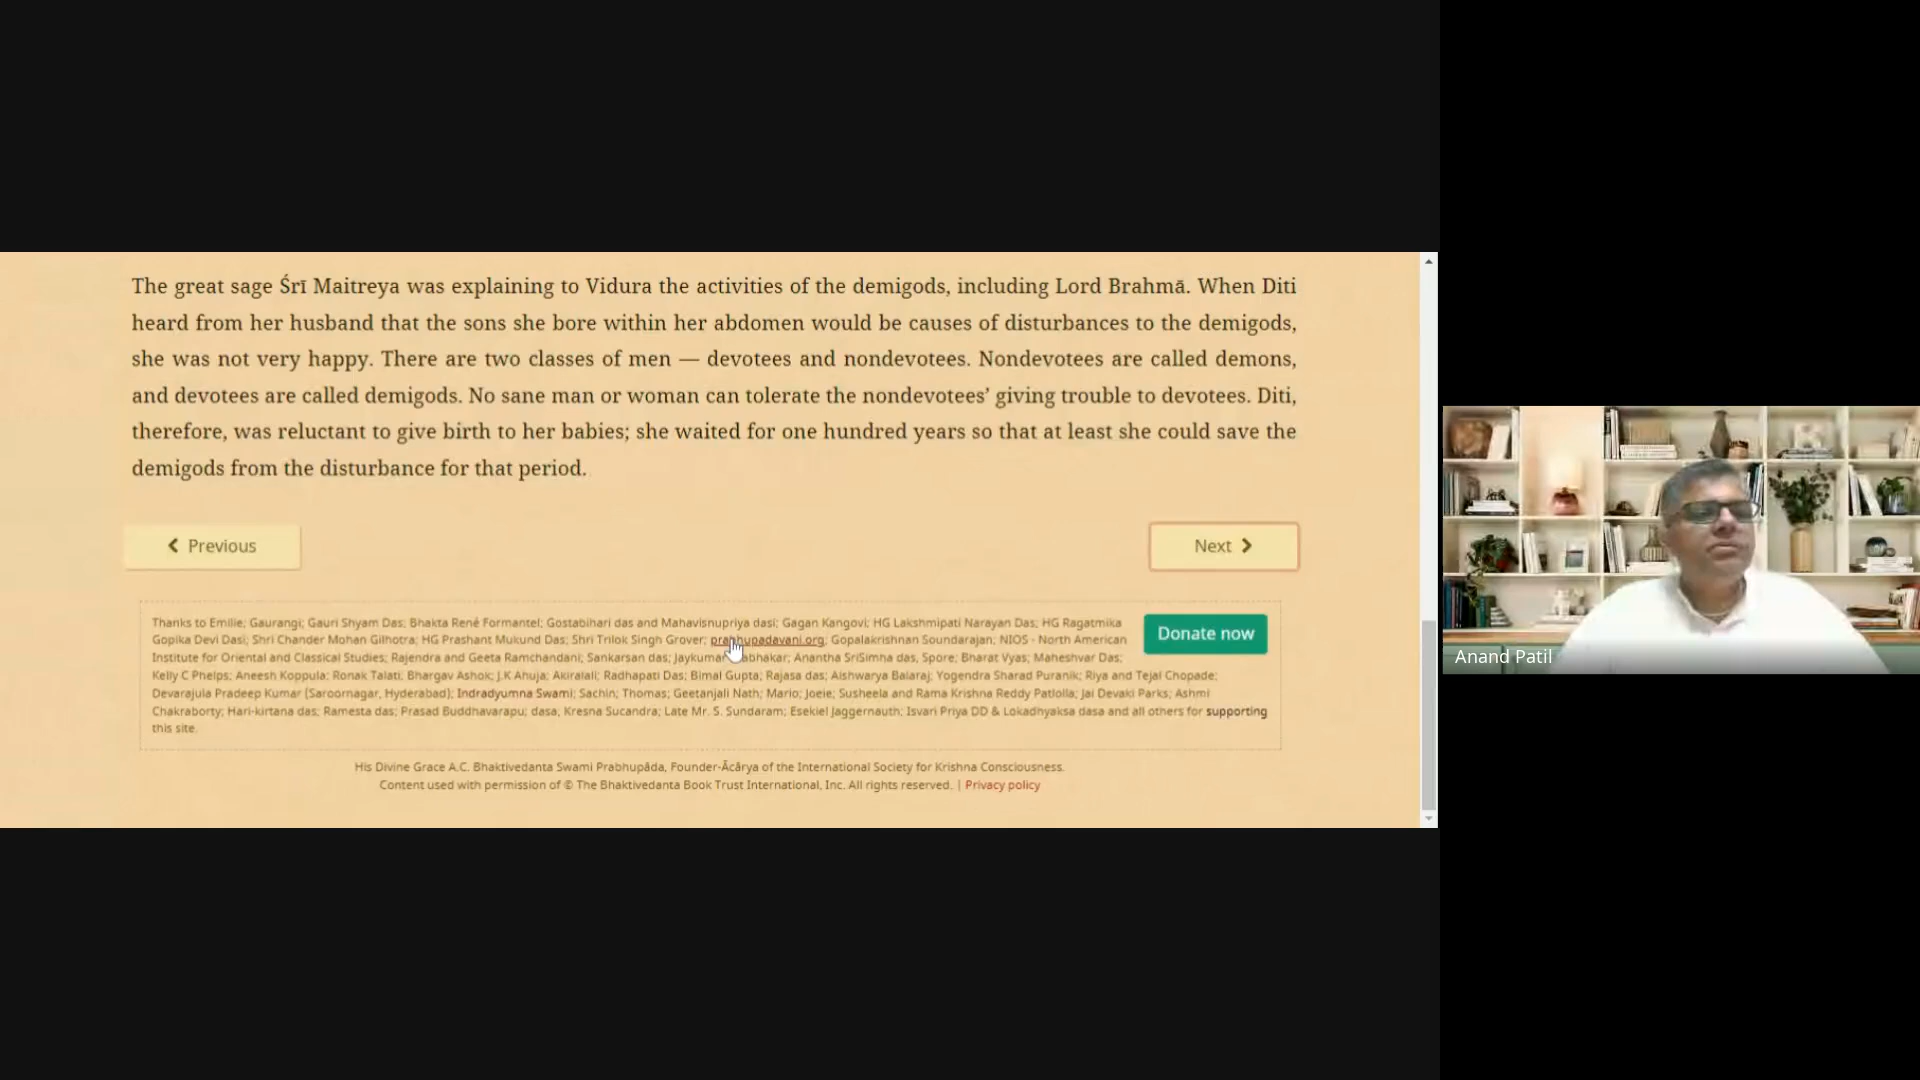 The great sage Śrī Maitreya was explaining to Vidura the activities of the demigods, including Lord Brahmā. When Diti
heard from her husband that the sons she bore within her abdomen would be causes of disturbances to the demigods,
she was not very happy. There are two classes of men — devotees and nondevotees. Nondevotees are called demons,
and devotees are called demigods. No sane man or woman can tolerate the nondevotees’ giving trouble to devotees. Diti,
therefore, was reluctant to give birth to her babies; she waited for one hundred years so that at least she could save the
demigods from the disturbance for that period.
Previous
Next
Thanks to Emilie; Gaurangi; Gauri Shyam Das; Bhakta René Formantel; Gostabihari das and Mahavisnupriya dasi; Gagan Kangovi; HG Lakshmipati Narayan Das; HG Ragatmika
Gopika Devi Dasi; Shri Chander Mohan Gilhotra; HG Prashant Mukund Das; Shri Trilok Singh Grover; prabhupadavani.org; Gopalakrishnan Soundarajan; NIOS - North American
Institute for Oriental and Classical Studies; Rajendra and Geeta Ramchandani; Sankarsan das; Anantha SriSimha das, Spore; Bharat Vyas; Maheshvar Das;
Kelly C Phelps; Aneesh Koppula; Ronak Talati; Bhargav Ashok; J.K Ahuja; Akiralali; Radhapati Das; Bimal Gupta; Rajasa das; Aishwarya Balaraj; Yogendra Sharad Puranik; Riya and Tejal Chopade;
Devarajula Pradeep Kumar (Saroornagar, Hyderabad); Indradyumna Swami; Sachin; Thomas; Geetanjali Nath; Mario; Joeie; Susheela and Rama Krishna Reddy Patlolla; Jai Devaki Parks; Ashmi
Chakraborty; Hari-kirtana das; Ramesta das; Prasad Buddhavarapu; dasa, Kresna Sucandra; Late Mr. S. Sundaram; Esekiel Jaggernauth; Isvari Priya DD & Lokadhyaksa dasa and all others for supporting
this site.
Donate now
His Divine Grace A.C. Bhaktivedanta Swami Prabhupāda, Founder-Ācārya of the International Society for Krishna Consciousness.
Content used with permission of © The Bhaktivedanta Book Trust International, Inc. All rights reserved. | Privacy policy
Anand Patil